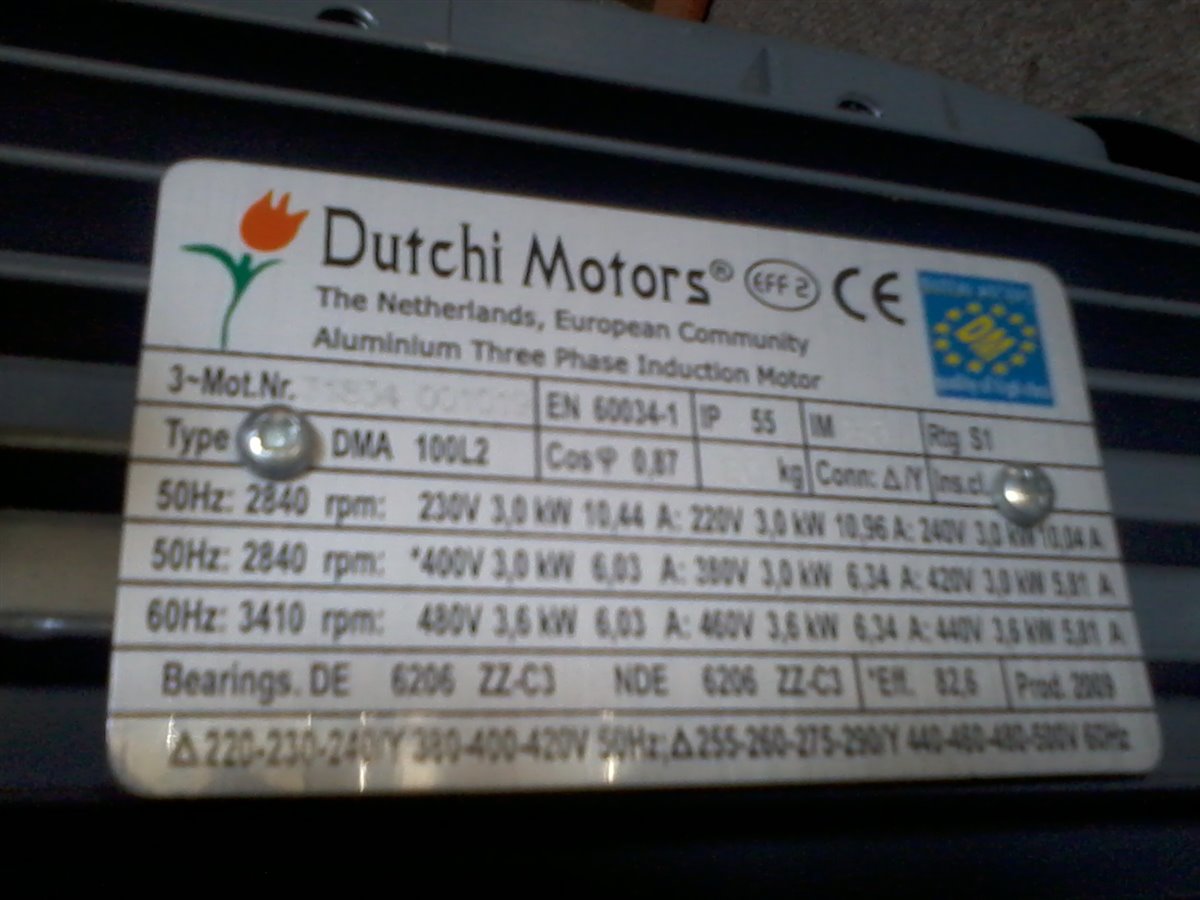 Dutchi Motors® EFF 2 CE
The Netherlands, European Community
Aluminium Three Phase Induction Motor
DM
3~Mot.Nr. EN 60034-1 IP 55 IM Rtg S1
Type DMA 100L2 Cosφ 0,87 kg Conn: Δ/Y Ins.cl.
50Hz: 2840 rpm: 230V 3,0 kW 10,44 A: 220V 3,0 kW 10,96 A: 240V 3,0 kW 10,04 A
50Hz: 2840 rpm: *400V 3,0 kW 6,03 A: 380V 3,0 kW 6,34 A: 420V 3,0 kW 5,81 A
60Hz: 3410 rpm: 480V 3,6 kW 6,03 A: 460V 3,6 kW 6,34 A: 440V 3,6 kW 5,81 A
Bearings. DE 6206 ZZ-C3 NDE 6206 ZZ-C3 *Eff. 82,6 Prod. 2009
Δ220-230-240/Y 380-400-420V 50Hz;Δ255-260-275-290/Y 440-460-480-500V 60Hz